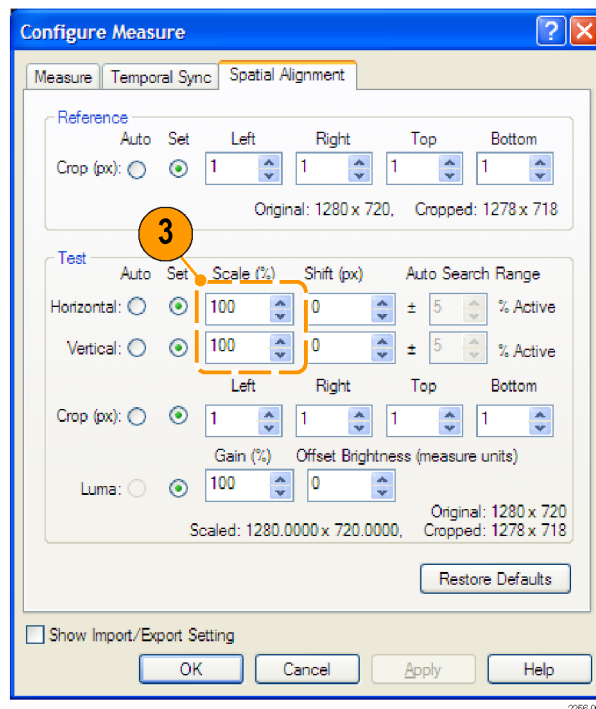 Configure Measure
Measure Temporal Sync Spatial Alignment
Reference
Auto Set Left Right Top Bottom
Crop (px): 1 1 1 1
Original: 1280 x 720, Cropped: 1278 x 718
3
Test
Auto Set Scale (%) Shift (px) Auto Search Range
Horizontal: 100 0 ± 5 % Active
Vertical: 100 0 ± 5 % Active
Left Right Top Bottom
Crop (px): 1 1 1 1
Gain (%) Offset Brightness (measure units)
Luma: 100 0
Original: 1280 x 720
Scaled: 1280.0000 x 720.0000, Cropped: 1278 x 718
Restore Defaults
Show Import/Export Setting
OK Cancel Apply Help